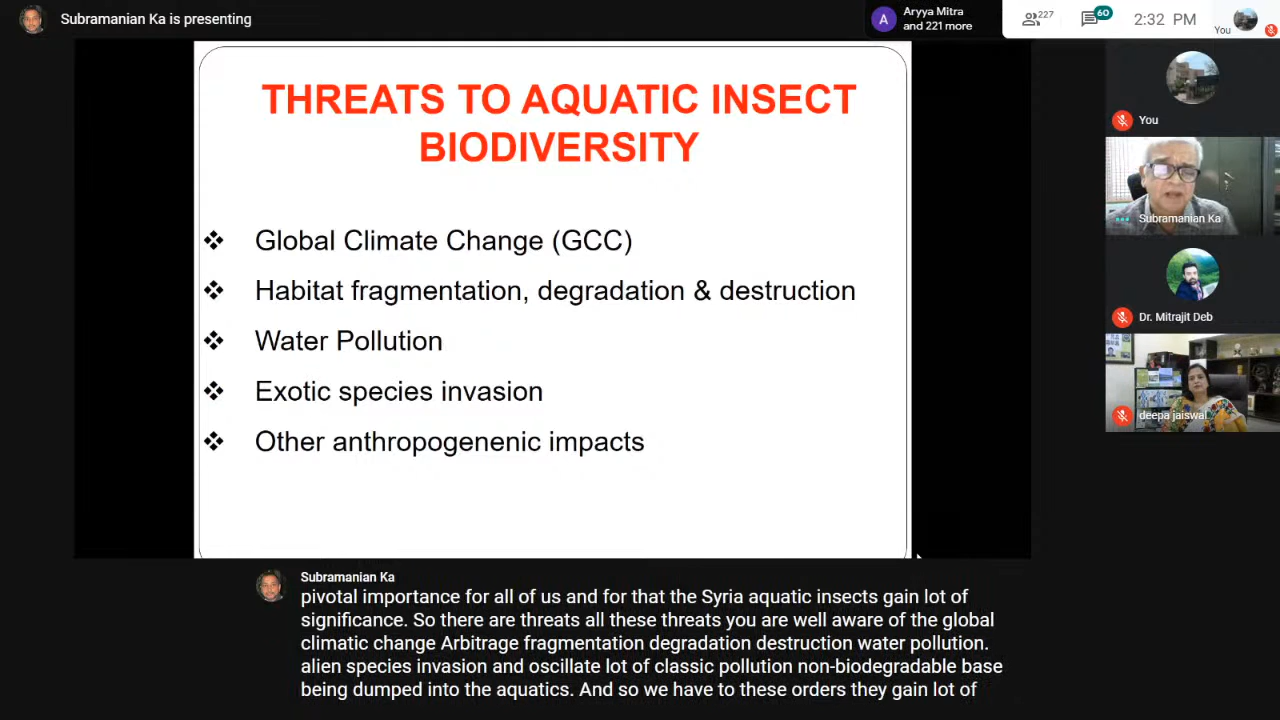 Subramanian Ka is presenting
A
Aryya Mitra
and 221 more
227
60
2:32 PM
You
THREATS TO AQUATIC INSECT
BIODIVERSITY
❖ Global Climate Change (GCC)
❖ Habitat fragmentation, degradation & destruction
❖ Water Pollution
❖ Exotic species invasion
❖ Other anthropogenenic impacts
You
Subramanian Ka
Dr. Mitrajit Deb
deepa jaiswal
Subramanian Ka
pivotal importance for all of us and for that the Syria aquatic insects gain lot of
significance. So there are threats all these threats you are well aware of the global
climatic change Arbitrage fragmentation degradation destruction water pollution.
alien species invasion and oscillate lot of classic pollution non-biodegradable base
being dumped into the aquatics. And so we have to these orders they gain lot of